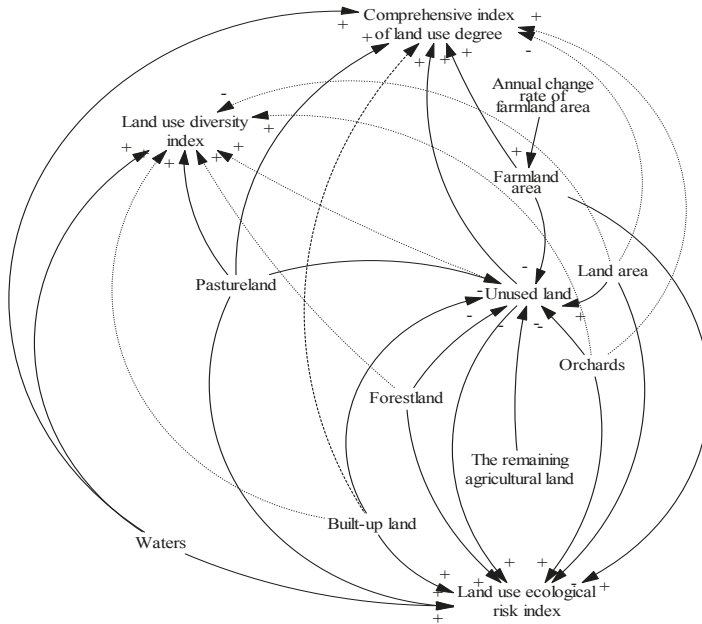 Comprehensive index
of land use degree
+
+
+
-
+
+
+
Annual change
rate of
farmland area
-
Land use diversity
index
+
+
+
+
+
+
+
Farmland
area
-
Pastureland
Unused land
Land area
-
-
-
--
+
Orchards
Forestland
The remaining
agricultural land
Built-up land
Waters
+
+
+
+
-
+
Land use ecological
risk index
+
+
+